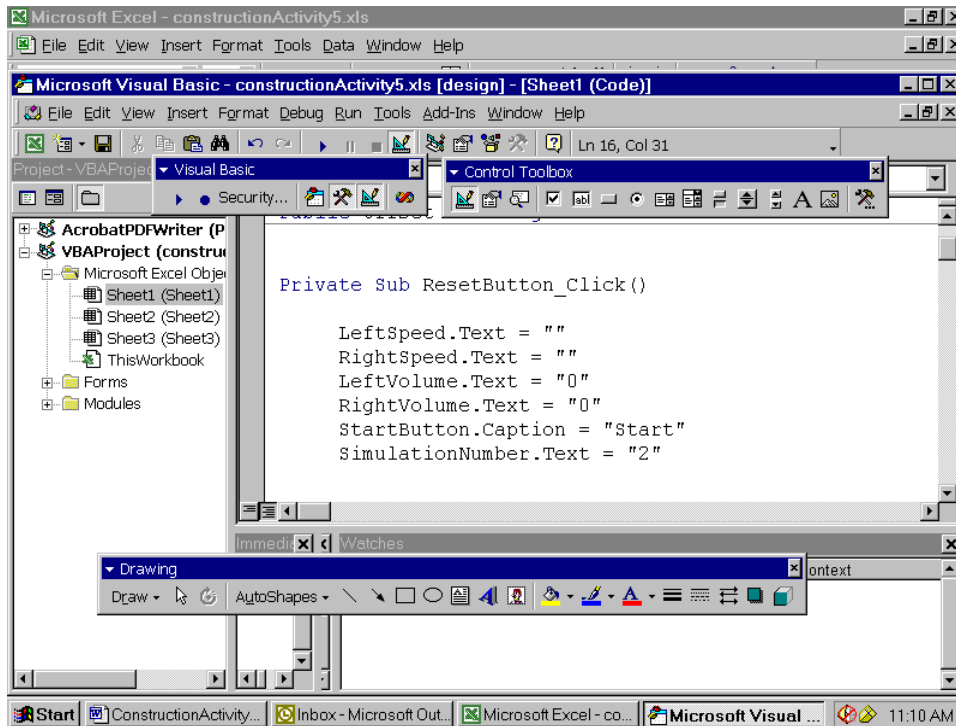 Microsoft Excel - constructionActivity5.xls
File Edit View Insert Format Tools Data Window Help
Microsoft Visual Basic - constructionActivity5.xls [design] - [Sheet1 (Code)]
File Edit View Insert Format Debug Run Tools Add-Ins Window Help
Ln 16, Col 31
Project - VBAProjec
Visual Basic
Control Toolbox
Security...
AcrobatPDFWriter (P
VBAProject (constru
Microsoft Excel Obje
Sheet1 (Sheet1)
Sheet2 (Sheet2)
Sheet3 (Sheet3)
ThisWorkbook
Forms
Modules
Private Sub ResetButton_Click()
LeftSpeed.Text = ""
RightSpeed.Text = ""
LeftVolume.Text = "0"
RightVolume.Text = "0"
StartButton.Caption = "Start"
SimulationNumber.Text = "2"
Immedia
Watches
Drawing
ontext
Draw AutoShapes
Start ConstructionActivity... Inbox - Microsoft Out... Microsoft Excel - co... Microsoft Visual ... 11:10 AM